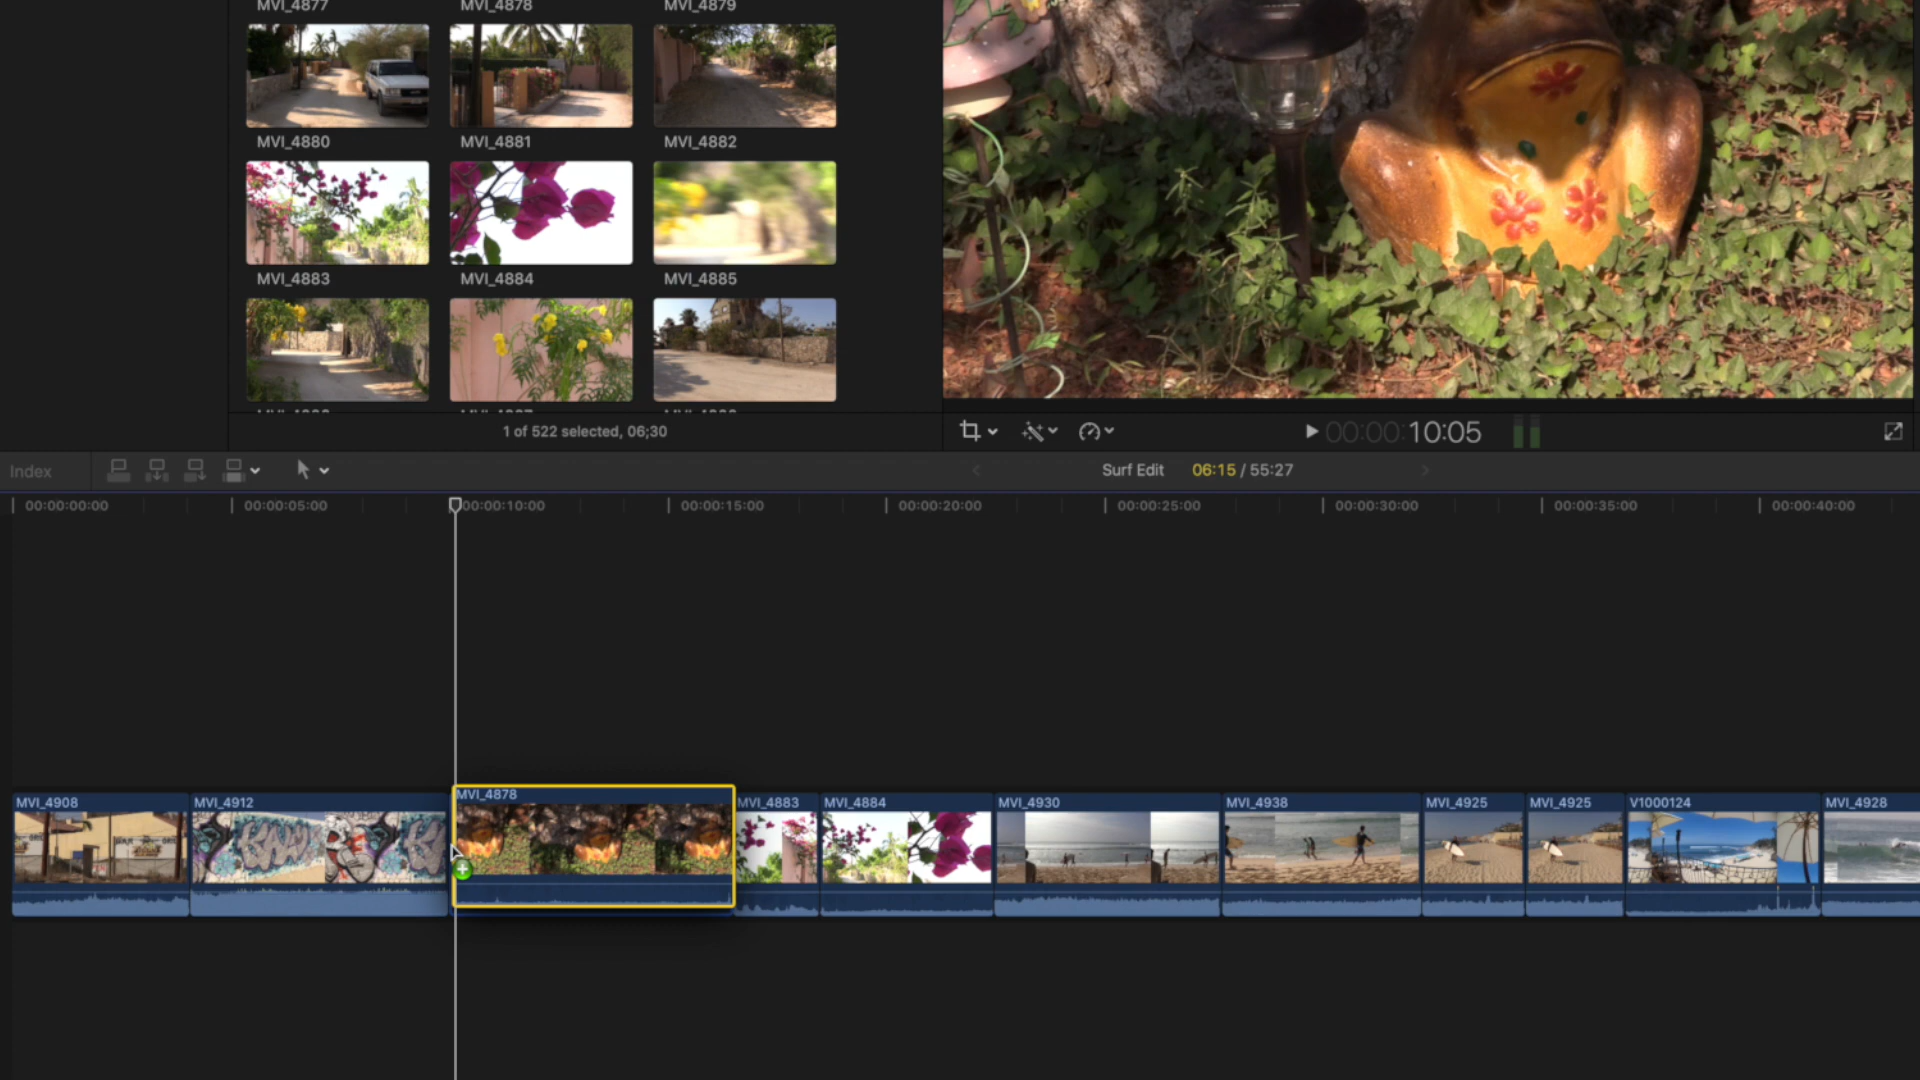 MVI_4877 MVI_4878 MVI_4879
MVI_4880 MVI_4881 MVI_4882
MVI_4883 MVI_4884 MVI_4885
1 of 522 selected, 06;30
00:00:00:10:05
Index
Surf Edit 06:15 / 55:27
00:00:00:00 00:00:05:00 00:00:10:00 00:00:15:00 00:00:20:00 00:00:25:00 00:00:30:00 00:00:35:00 00:00:40:00
MVI_4908 MVI_4912 MVI_4878 MVI_4883 MVI_4884 MVI_4930 MVI_4938 MVI_4925 MVI_4925 V1000124 MVI_4928